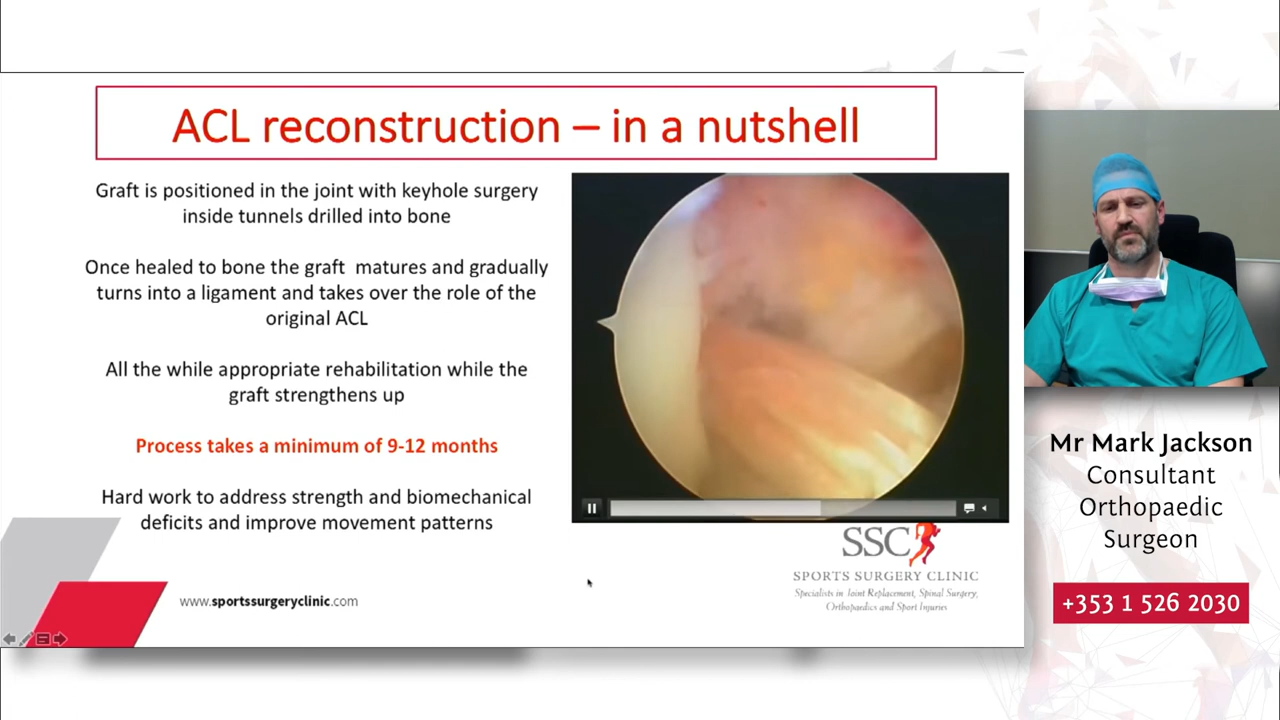 ACL reconstruction – in a nutshell
Graft is positioned in the joint with keyhole surgery
inside tunnels drilled into bone
Once healed to bone the graft matures and gradually
turns into a ligament and takes over the role of the
original ACL
All the while appropriate rehabilitation while the
graft strengthens up
Process takes a minimum of 9-12 months
Hard work to address strength and biomechanical
deficits and improve movement patterns
www.sportssurgeryclinic.com
SSC
SPORTS SURGERY CLINIC
Specialists in Joint Replacement, Spinal Surgery,
Orthopaedics and Sport Injuries
Mr Mark Jackson
Consultant
Orthopaedic
Surgeon
+353 1 526 2030